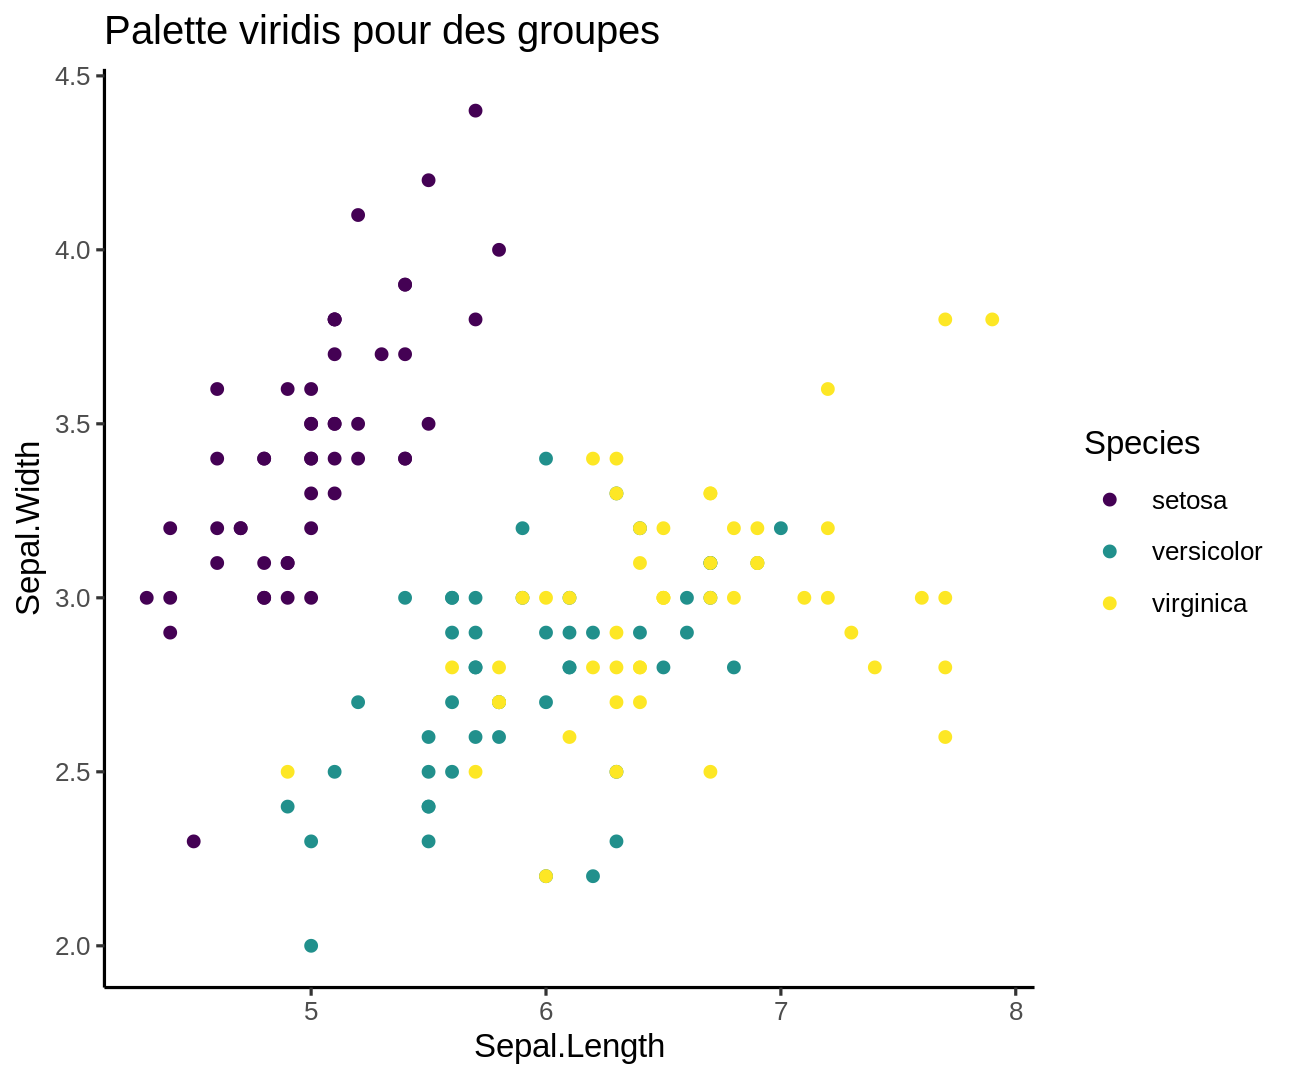 Palette viridis pour des groupes
4.5
4.0
3.5
3.0
2.5
2.0
Sepal.Width
5 6 7 8
Sepal.Length
Species
setosa
versicolor
virginica